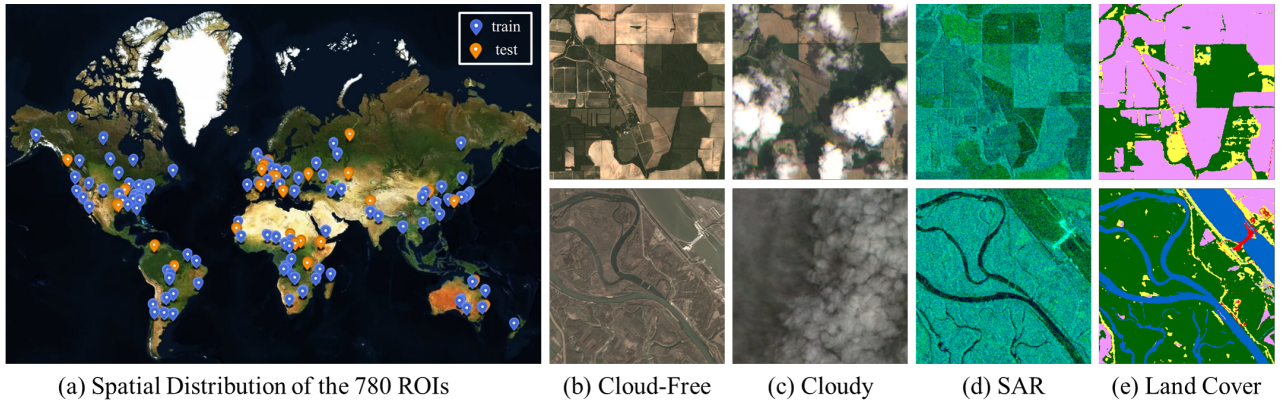 train
test
(a) Spatial Distribution of the 780 ROIs
(b) Cloud-Free
(c) Cloudy
(d) SAR
(e) Land Cover